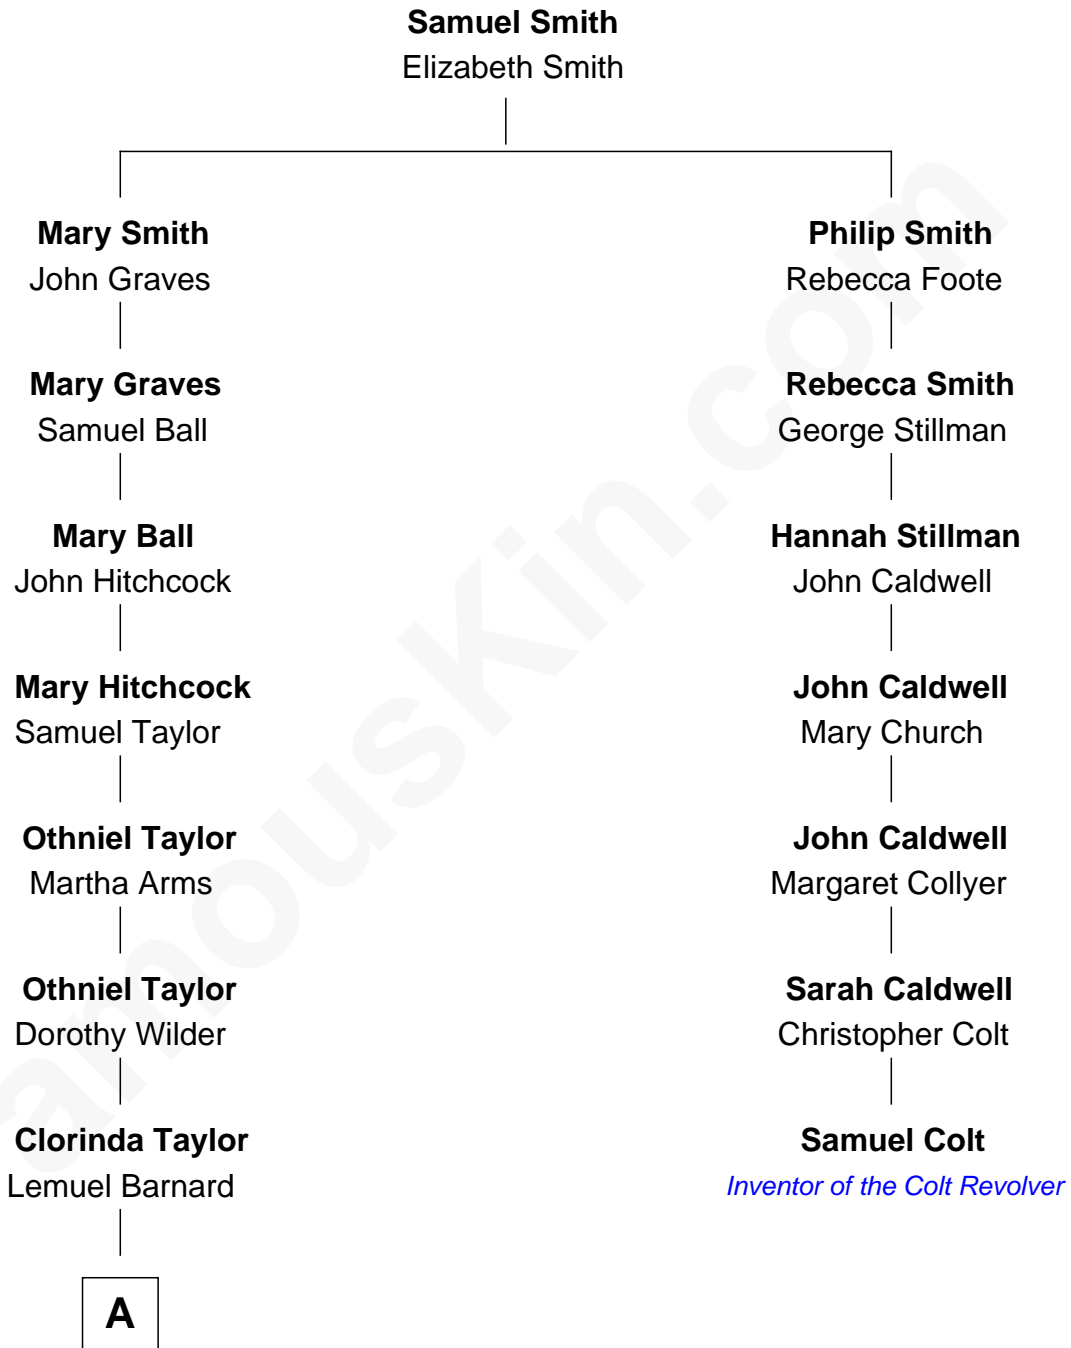 Samuel Smith
Elizabeth Smith
Mary Smith
John Graves
Philip Smith
Rebecca Foote
Mary Graves
Samuel Ball
Rebecca Smith
George Stillman
Mary Ball
John Hitchcock
Hannah Stillman
John Caldwell
Mary Hitchcock
Samuel Taylor
John Caldwell
Mary Church
Othniel Taylor
Martha Arms
John Caldwell
Margaret Collyer
Othniel Taylor
Dorothy Wilder
Sarah Caldwell
Christopher Colt
Clorinda Taylor
Lemuel Barnard
Samuel Colt
Inventor of the Colt Revolver
A
amouskin.com